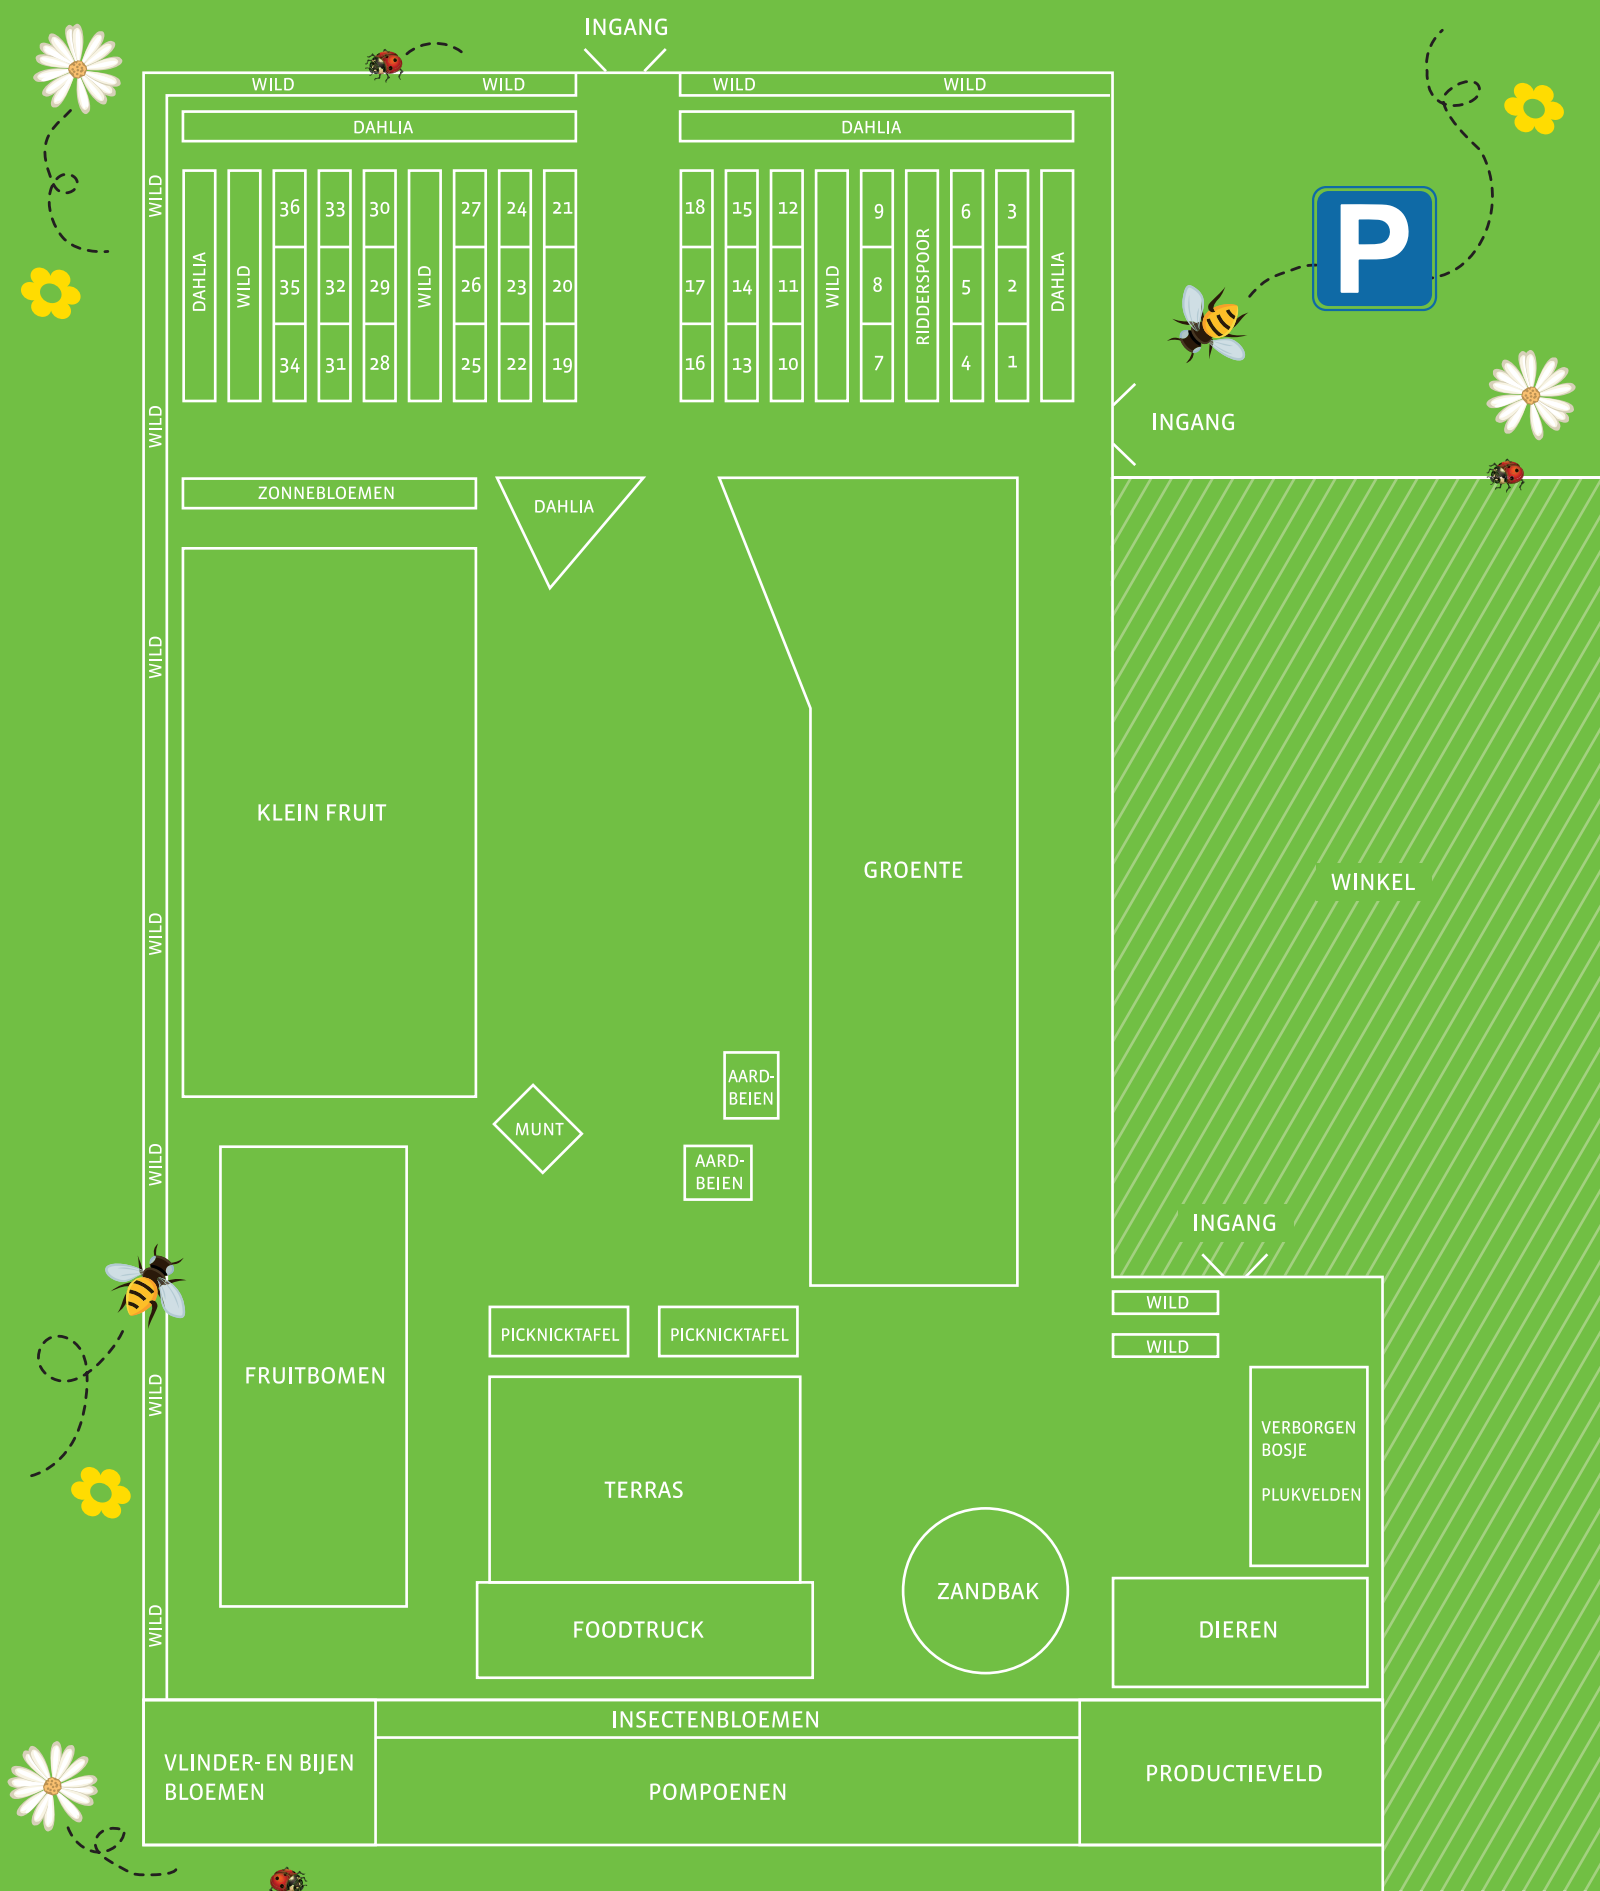 INGANG
WILD
WILD
WILD
WILD
DAHLIA
DAHLIA
WILD
DAHLIA
WILD
36
33
30
WILD
27
24
21
18
15
12
WILD
9
RIDDERSPOOR
6
3
DAHLIA
35
32
29
26
23
20
17
14
11
8
5
2
34
31
28
25
22
19
16
13
10
7
4
1
P
WILD
INGANG
ZONNEBLOEMEN
DAHLIA
WILD
KLEIN FRUIT
GROENTE
WINKEL
WILD
AARD-
BEIEN
MUNT
AARD-
BEIEN
WILD
INGANG
WILD
PICKNICKTAFEL
PICKNICKTAFEL
WILD
FRUITBOMEN
WILD
VERBORGEN
BOSJE
PLUKVELDEN
TERRAS
ZANDBAK
WILD
FOODTRUCK
DIEREN
INSECTENBLOEMEN
VLINDER- EN BIJEN
BLOEMEN
POMPOENEN
PRODUCTIEVELD